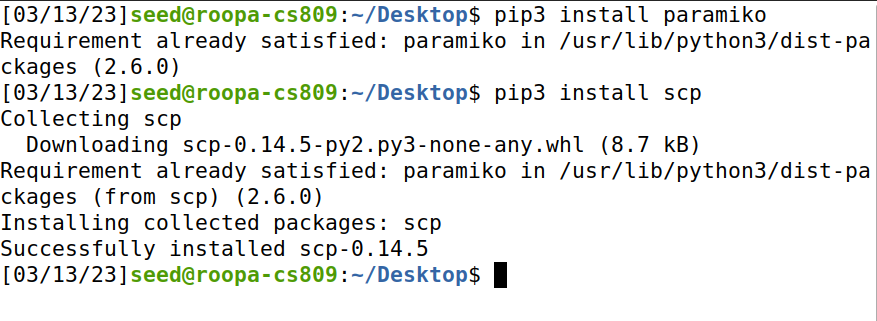 [03/13/23]seed@roopa-cs809:~/Desktop$ pip3 install paramiko
Requirement already satisfied: paramiko in /usr/lib/python3/dist-pa
ckages (2.6.0)
[03/13/23]seed@roopa-cs809:~/Desktop$ pip3 install scp
Collecting scp
  Downloading scp-0.14.5-py2.py3-none-any.whl (8.7 kB)
Requirement already satisfied: paramiko in /usr/lib/python3/dist-pa
ckages (from scp) (2.6.0)
Installing collected packages: scp
Successfully installed scp-0.14.5
[03/13/23]seed@roopa-cs809:~/Desktop$